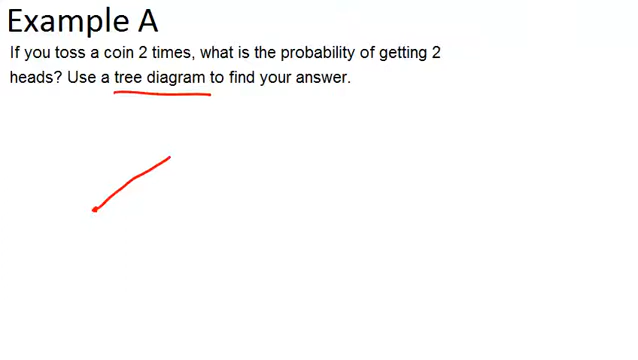 Example A
If you toss a coin 2 times, what is the probability of getting 2
heads? Use a tree diagram to find your answer.